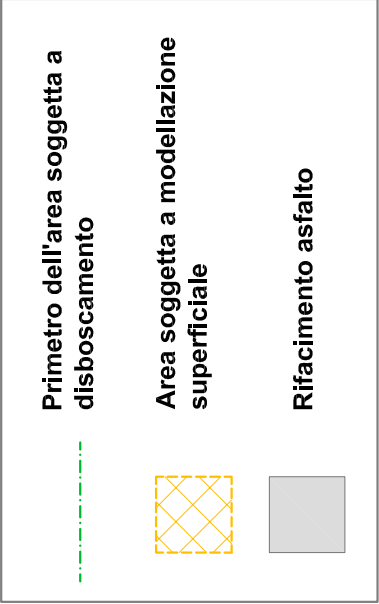 Primetro dell'area soggetta a
disboscamento
Area soggetta a modellazione
superficiale
Rifacimento asfalto